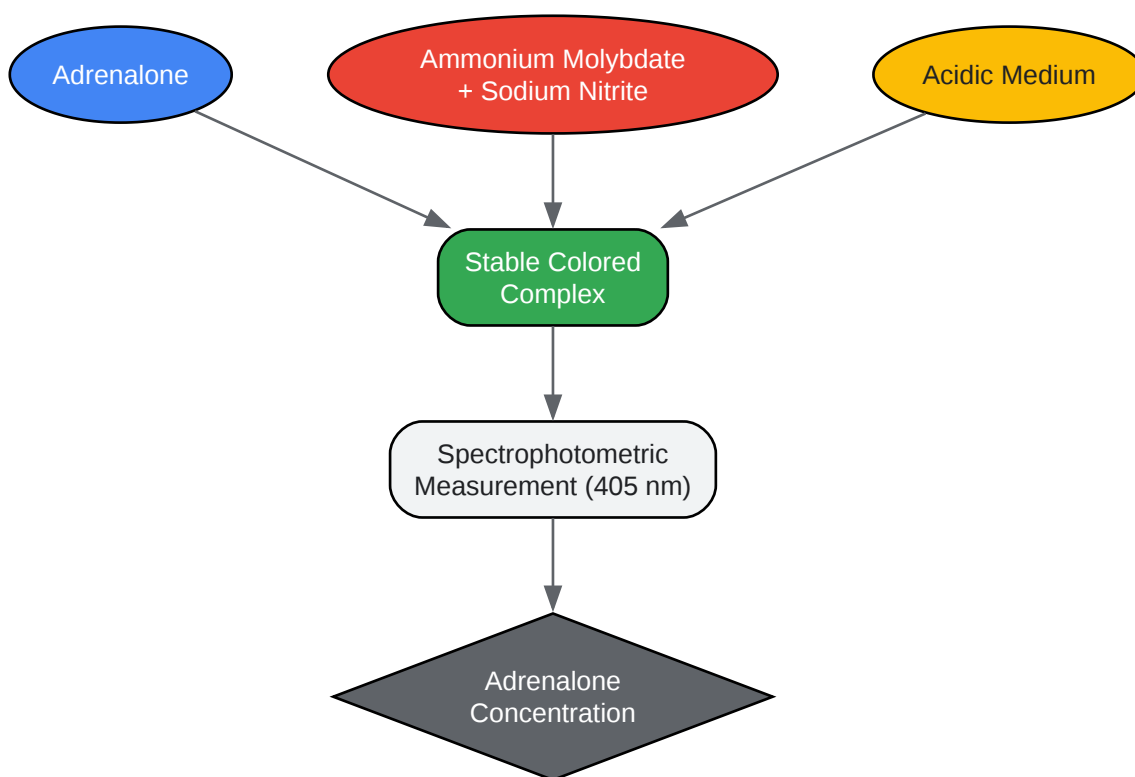 Adrenalone
Ammonium Molybdate
+ Sodium Nitrite
Acidic Medium
Stable Colored
Complex
Spectrophotometric
Measurement (405 nm)
Adrenalone
Concentration